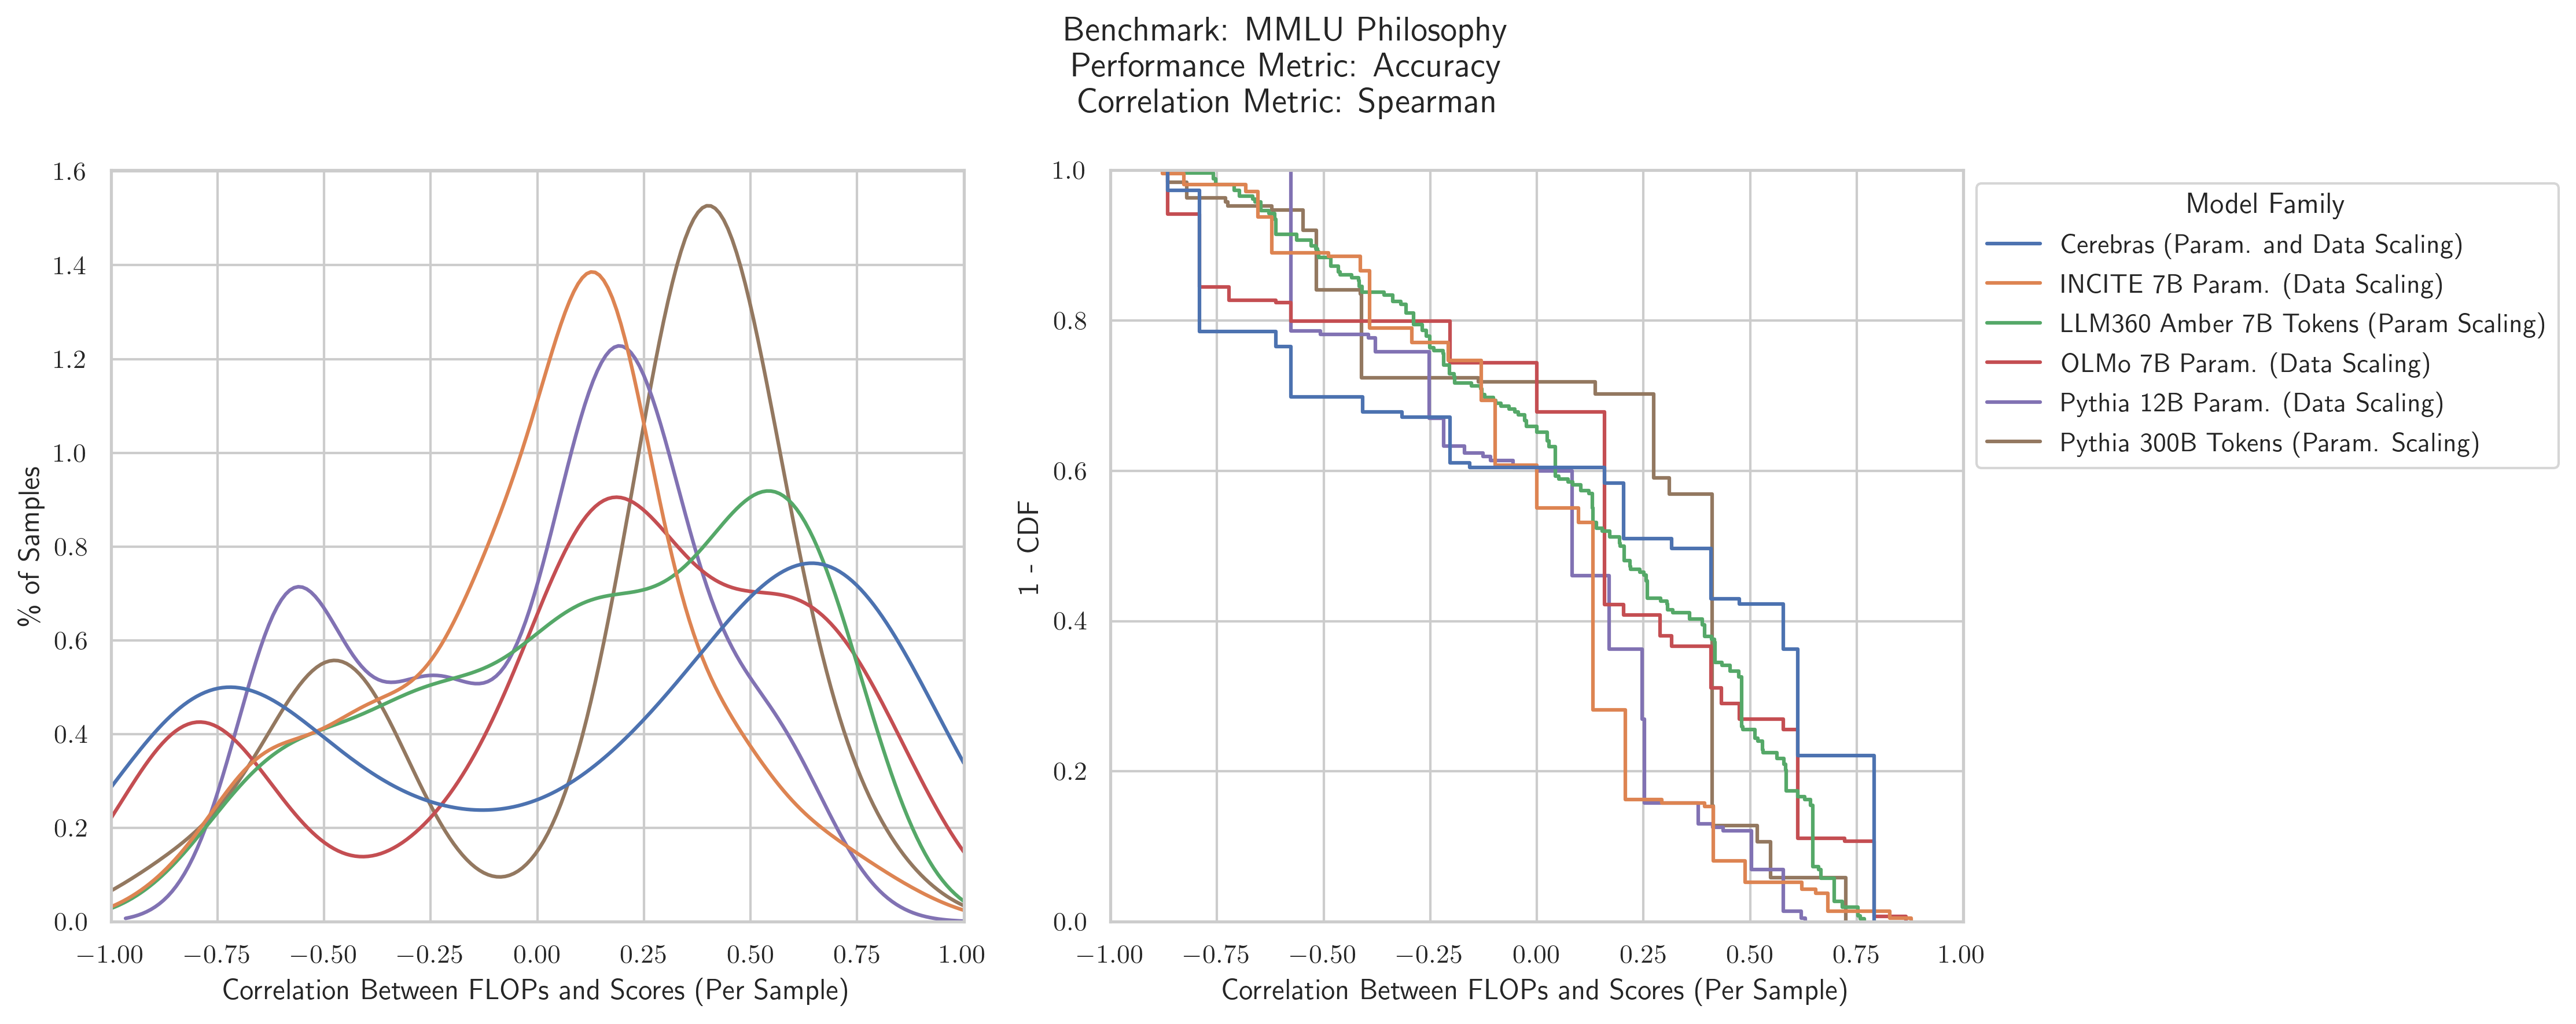 Benchmark: MMLU Philosophy
Performance Metric: Accuracy
Correlation Metric: Spearman
% of Samples
1.6
1.4
1.2
1.0
0.8
0.6
0.4
0.2
0.0
−1.00 −0.75 −0.50 −0.25 0.00 0.25 0.50 0.75 1.00
Correlation Between FLOPs and Scores (Per Sample)
1 - CDF
1.0
0.8
0.6
0.4
0.2
0.0
−1.00 −0.75 −0.50 −0.25 0.00 0.25 0.50 0.75 1.00
Correlation Between FLOPs and Scores (Per Sample)
Model Family
Cerebras (Param. and Data Scaling)
INCITE 7B Param. (Data Scaling)
LLM360 Amber 7B Tokens (Param Scaling)
OLMo 7B Param. (Data Scaling)
Pythia 12B Param. (Data Scaling)
Pythia 300B Tokens (Param. Scaling)